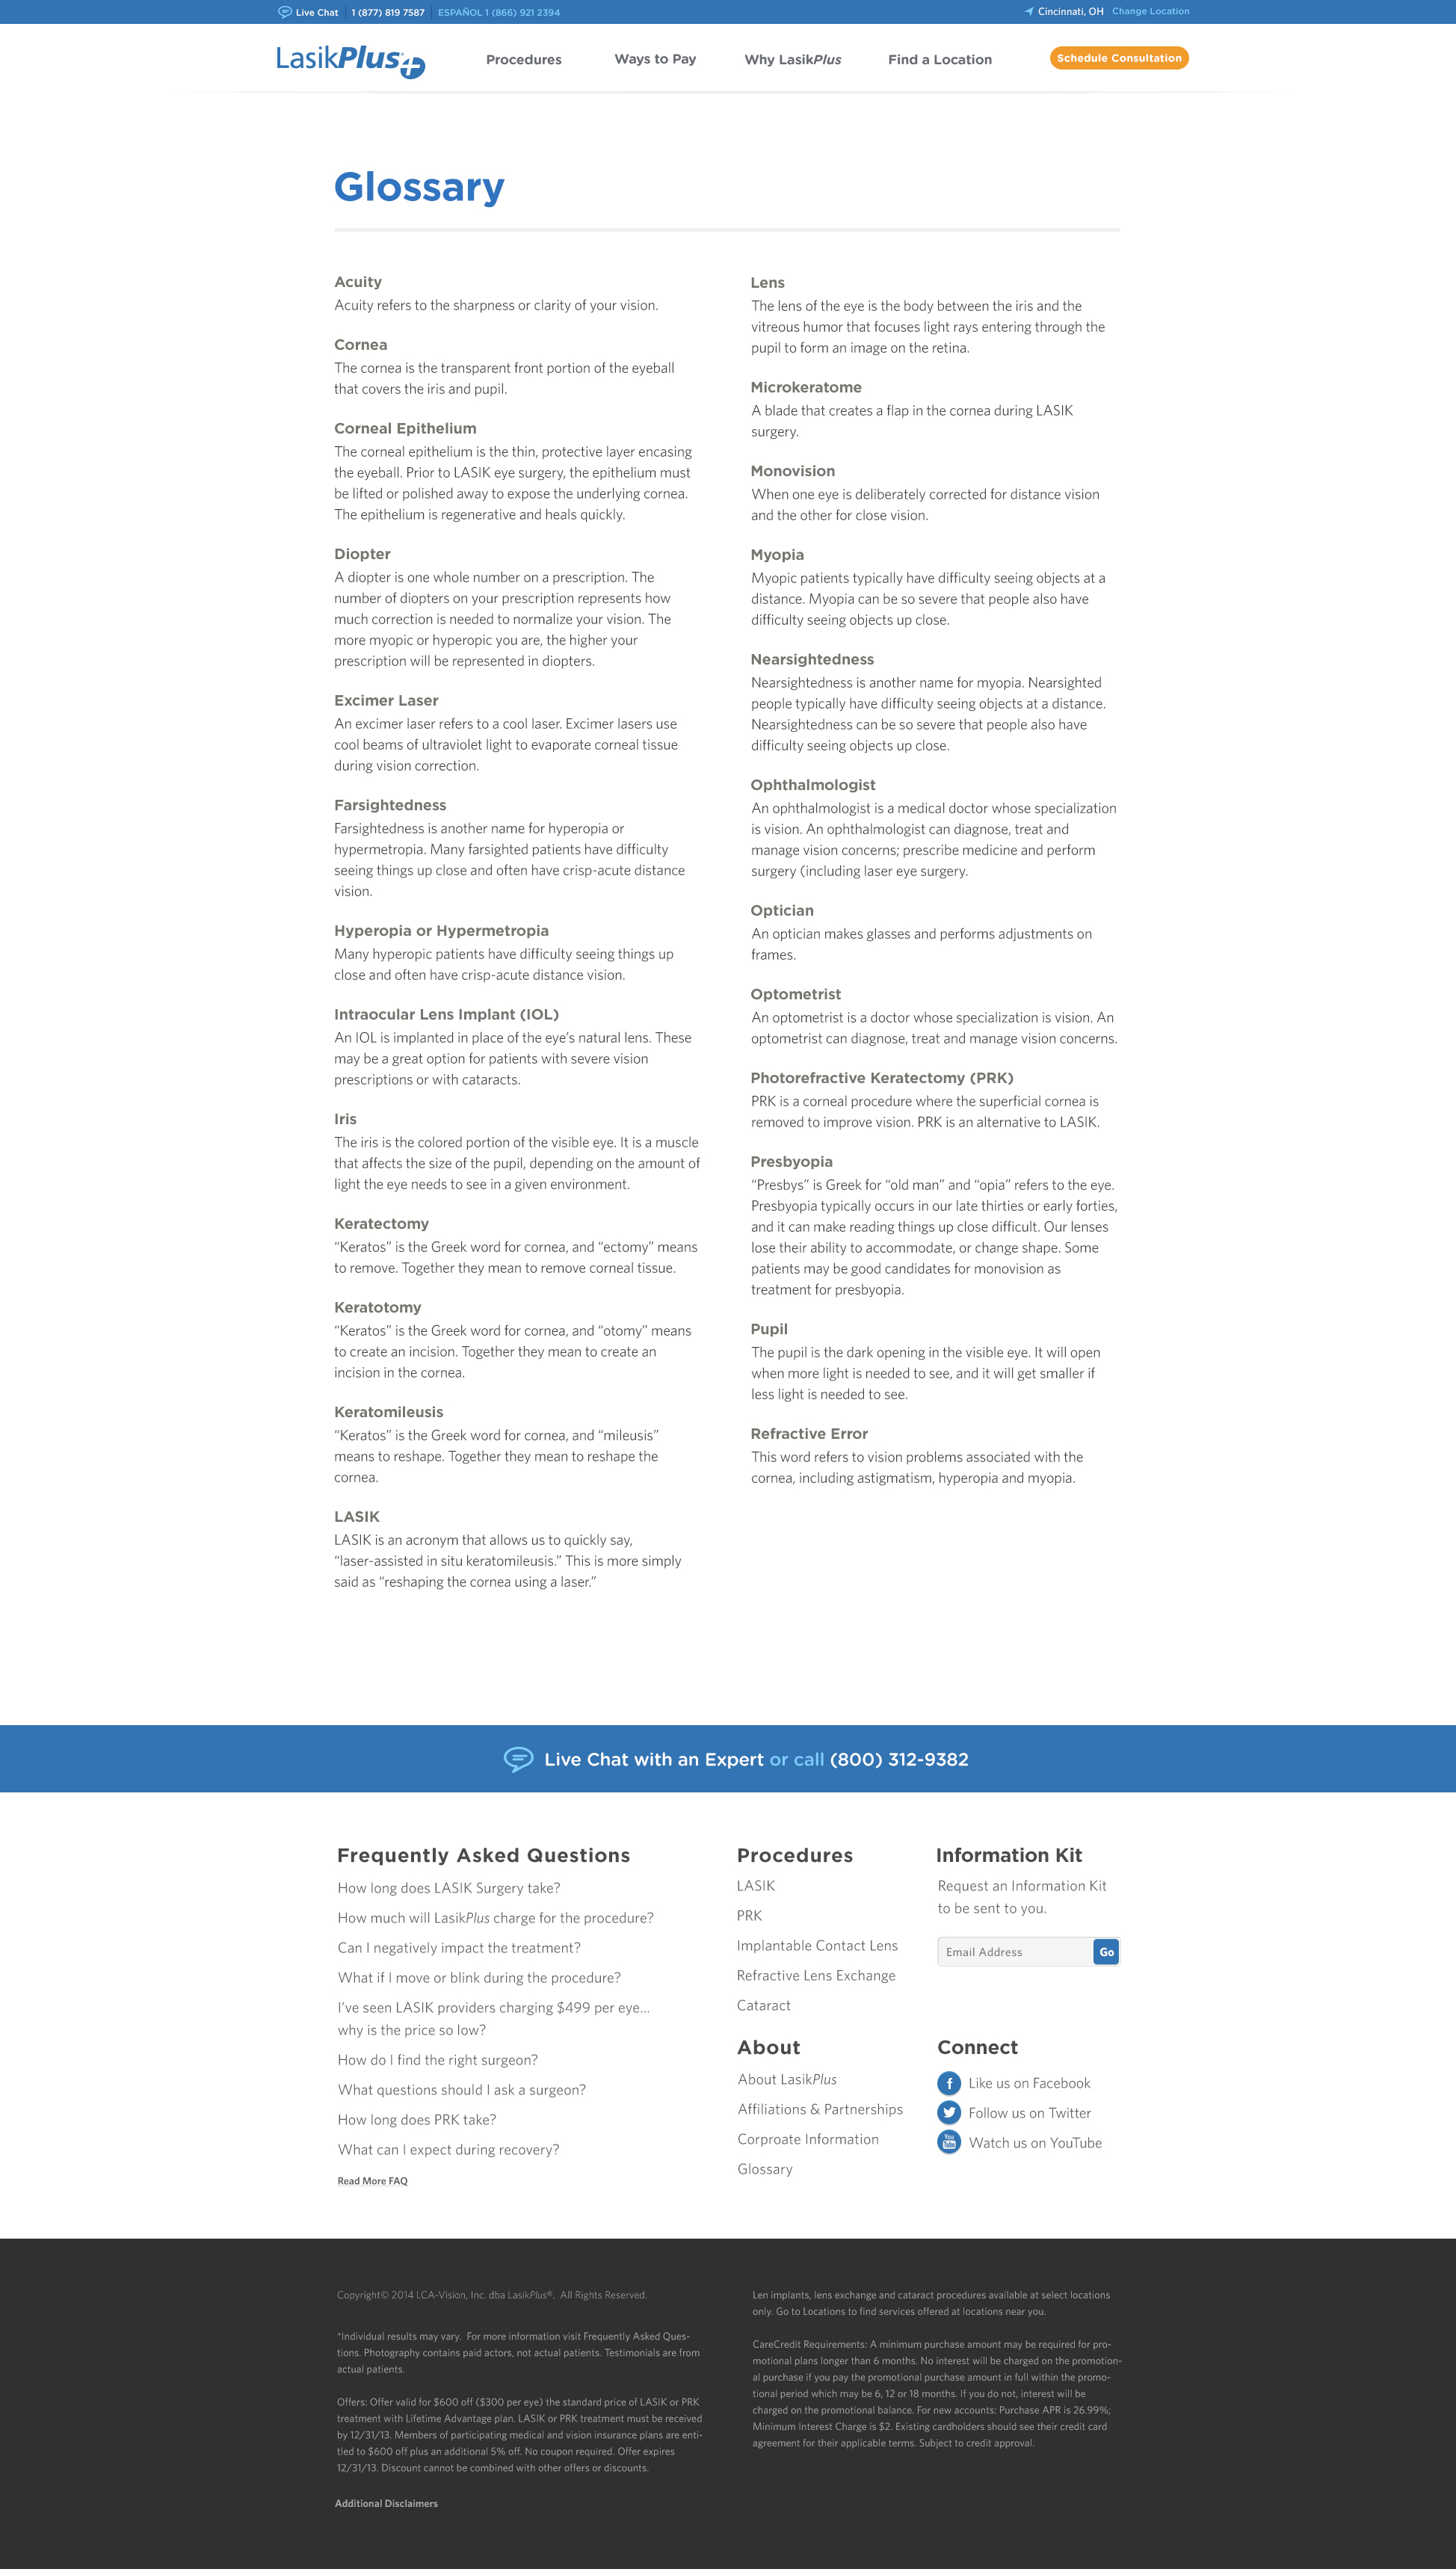 Live Chat 1 (877) 819 7587 ESPAÑOL 1 (866) 921 2394 Cincinnati, OH Change Location
LasikPlus+ Procedures Ways to Pay Why LasikPlus Find a Location Schedule Consultation
Glossary
Acuity
Acuity refers to the sharpness or clarity of your vision.
Cornea
The cornea is the transparent front portion of the eyeball
that covers the iris and pupil.
Corneal Epithelium
The corneal epithelium is the thin, protective layer encasing
the eyeball. Prior to LASIK eye surgery, the epithelium must
be lifted or polished away to expose the underlying cornea.
The epithelium is regenerative and heals quickly.
Diopter
A diopter is one whole number on a prescription. The
number of diopters on your prescription represents how
much correction is needed to normalize your vision. The
more myopic or hyperopic you are, the higher your
prescription will be represented in diopters.
Excimer Laser
An excimer laser refers to a cool laser. Excimer lasers use
cool beams of ultraviolet light to evaporate corneal tissue
during vision correction.
Farsightedness
Farsightedness is another name for hyperopia or
hypermetropia. Many farsighted patients have difficulty
seeing things up close and often have crisp-acute distance
vision.
Hyperopia or Hypermetropia
Many hyperopic patients have difficulty seeing things up
close and often have crisp-acute distance vision.
Intraocular Lens Implant (IOL)
An IOL is implanted in place of the eye’s natural lens. These
may be a great option for patients with severe vision
prescriptions or with cataracts.
Iris
The iris is the colored portion of the visible eye. It is a muscle
that affects the size of the pupil, depending on the amount of
light the eye needs to see in a given environment.
Keratectomy
“Keratos” is the Greek word for cornea, and “ectomy” means
to remove. Together they mean to remove corneal tissue.
Keratotomy
“Keratos” is the Greek word for cornea, and “otomy” means
to create an incision. Together they mean to create an
incision in the cornea.
Keratomileusis
“Keratos” is the Greek word for cornea, and “mileusis”
means to reshape. Together they mean to reshape the
cornea.
LASIK
LASIK is an acronym that allows us to quickly say,
“laser-assisted in situ keratomileusis.” This is more simply
said as “reshaping the cornea using a laser.”
Lens
The lens of the eye is the body between the iris and the
vitreous humor that focuses light rays entering through the
pupil to form an image on the retina.
Microkeratome
A blade that creates a flap in the cornea during LASIK
surgery.
Monovision
When one eye is deliberately corrected for distance vision
and the other for close vision.
Myopia
Myopic patients typically have difficulty seeing objects at a
distance. Myopia can be so severe that people also have
difficulty seeing objects up close.
Nearsightedness
Nearsightedness is another name for myopia. Nearsighted
people typically have difficulty seeing objects at a distance.
Nearsightedness can be so severe that people also have
difficulty seeing objects up close.
Ophthalmologist
An ophthalmologist is a medical doctor whose specialization
is vision. An ophthalmologist can diagnose, treat and
manage vision concerns; prescribe medicine and perform
surgery (including laser eye surgery.
Optician
An optician makes glasses and performs adjustments on
frames.
Optometrist
An optometrist is a doctor whose specialization is vision. An
optometrist can diagnose, treat and manage vision concerns.
Photorefractive Keratectomy (PRK)
PRK is a corneal procedure where the superficial cornea is
removed to improve vision. PRK is an alternative to LASIK.
Presbyopia
“Presbys” is Greek for “old man” and “opia” refers to the eye.
Presbyopia typically occurs in our late thirties or early forties,
and it can make reading things up close difficult. Our lenses
lose their ability to accommodate, or change shape. Some
patients may be good candidates for monovision as
treatment for presbyopia.
Pupil
The pupil is the dark opening in the visible eye. It will open
when more light is needed to see, and it will get smaller if
less light is needed to see.
Refractive Error
This word refers to vision problems associated with the
cornea, including astigmatism, hyperopia and myopia.
Live Chat with an Expert or call (800) 312-9382
Frequently Asked Questions
How long does LASIK Surgery take?
How much will LasikPlus charge for the procedure?
Can I negatively impact the treatment?
What if I move or blink during the procedure?
I’ve seen LASIK providers charging $499 per eye...
why is the price so low?
How do I find the right surgeon?
What questions should I ask a surgeon?
How long does PRK take?
What can I expect during recovery?
Read More FAQ
Procedures
LASIK
PRK
Implantable Contact Lens
Refractive Lens Exchange
Cataract
About
About LasikPlus
Affiliations & Partnerships
Corproate Information
Glossary
Information Kit
Request an Information Kit
to be sent to you.
Email Address Go
Connect
Like us on Facebook
Follow us on Twitter
You Tube Watch us on YouTube
Copyright© 2014 LCA-Vision, Inc. dba LasikPlus®. All Rights Reserved.
*Individual results may vary. For more information visit Frequently Asked Ques-
tions. Photography contains paid actors, not actual patients. Testimonials are from
actual patients.
Offers: Offer valid for $600 off ($300 per eye) the standard price of LASIK or PRK
treatment with Lifetime Advantage plan. LASIK or PRK treatment must be received
by 12/31/13. Members of participating medical and vision insurance plans are enti-
tled to $600 off plus an additional 5% off. No coupon required. Offer expires
12/31/13. Discount cannot be combined with other offers or discounts.
Additional Disclaimers
Len implants, lens exchange and cataract procedures available at select locations
only. Go to Locations to find services offered at locations near you.
CareCredit Requirements: A minimum purchase amount may be required for pro-
motional plans longer than 6 months. No interest will be charged on the promotion-
al purchase if you pay the promotional purchase amount in full within the promo-
tional period which may be 6, 12 or 18 months. If you do not, interest will be
charged on the promotional balance. For new accounts: Purchase APR is 26.99%;
Minimum Interest Charge is $2. Existing cardholders should see their credit card
agreement for their applicable terms. Subject to credit approval.